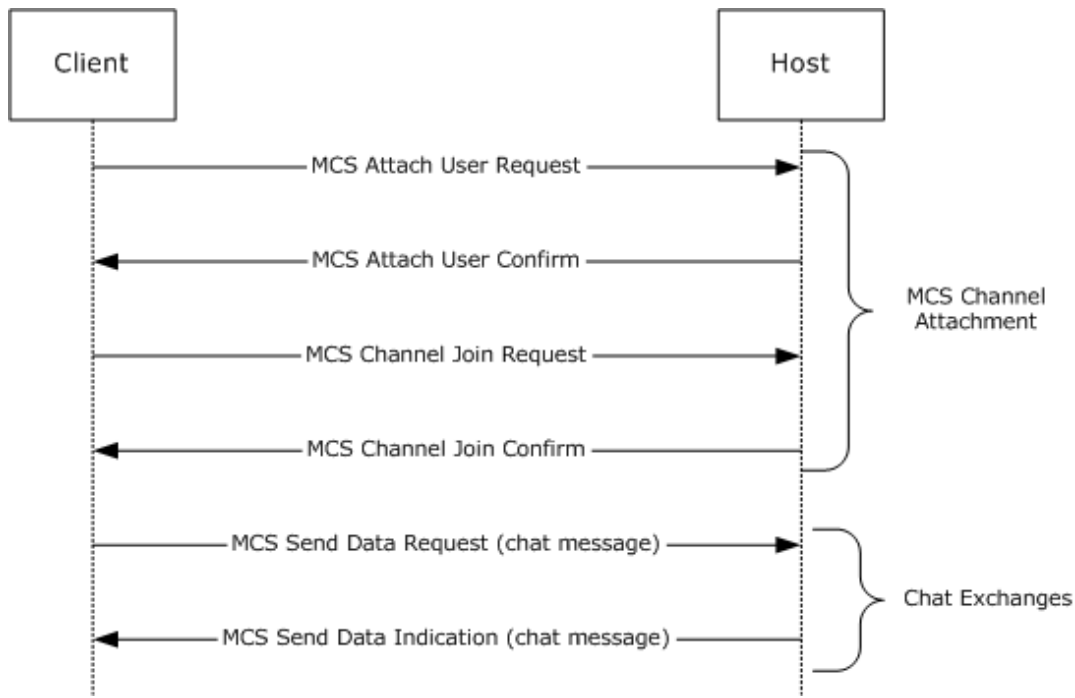 Client
Host
MCS Attach User Request
MCS Attach User Confirm
MCS Channel
Attachment
MCS Channel Join Request
MCS Channel Join Confirm
MCS Send Data Request (chat message)
Chat Exchanges
MCS Send Data Indication (chat message)